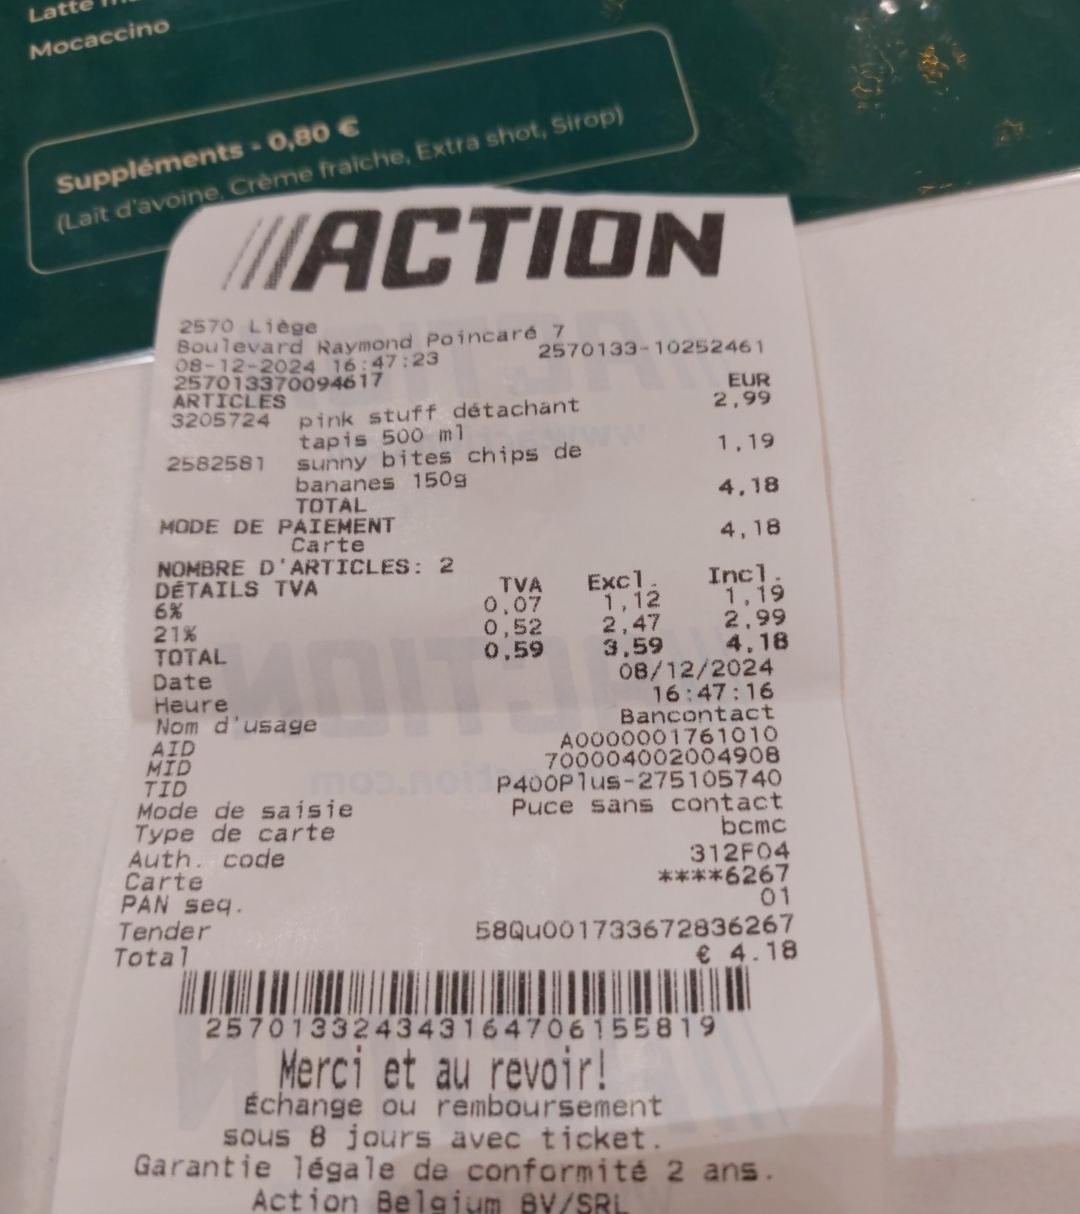 Latte
Mocaccino
Suppléments - 0,80 €
(Lait d'avoine, Crème fraîche, Extra shot, Sirop)
///ACTION
2570 Liège
Boulevard Raymond Poincaré 7
08-12-2024 16:47:23 2570133-10252461
257013370094617
ARTICLES EUR
3205724 pink stuff détachant 2,99
tapis 500 ml
2582581 sunny bites chips de 1,19
bananes 150g
TOTAL 4,18
MODE DE PAIEMENT
Carte 4,18
NOMBRE D'ARTICLES: 2
DÉTAILS TVA TVA Excl. Incl.
6% 0,07 1,12 1,19
21% 0,52 2,47 2,99
TOTAL 0,59 3,59 4,18
Date 08/12/2024
Heure 16:47:16
Nom d'usage Bancontact
AID A0000001761010
MID 700004002004908
TID P400Plus-275105740
Mode de saisie Puce sans contact
Type de carte bcmc
Auth. code 312F04
Carte ****6267
PAN seq. 01
Tender 58Qu001733672836267
Total € 4.18
257013324343164706155819
Merci et au revoir!
Échange ou remboursement
sous 8 jours avec ticket.
Garantie légale de conformité 2 ans.
Action Belgium BV/SRL